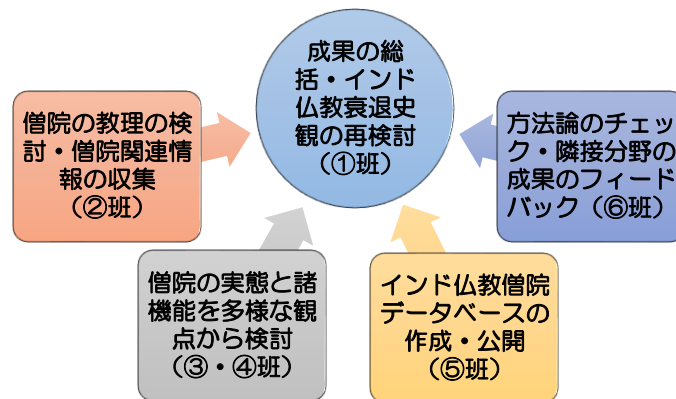 成果の総
括・インド
仏教衰退史
観の再検討
（①班）
僧院の教理の検
討・僧院関連情
報の収集
（②班）
方法論のチェッ
ク・隣接分野の
成果のフィード
バック（⑥班）
僧院の実態と諸
機能を多様な観
点から検討
（③・④班）
インド仏教僧院
データベースの
作成・公開
（⑤班）